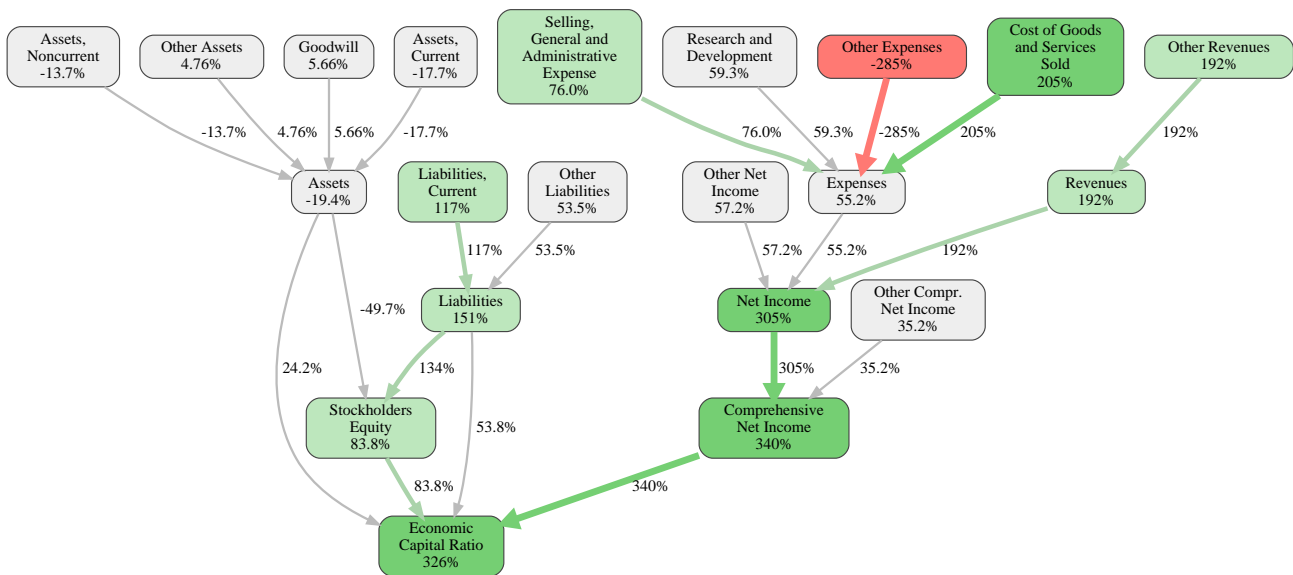 Assets,
Noncurrent
-13.7%
Other Assets
4.76%
Goodwill
5.66%
Assets,
Current
-17.7%
Selling,
General and
Administrative
Expense
76.0%
Research and
Development
59.3%
Other Expenses
-285%
Cost of Goods
and Services
Sold
205%
Other Revenues
192%
-13.7%
4.76%
5.66%
-17.7%
76.0%
59.3%
-285%
205%
192%
Assets
-19.4%
Liabilities,
Current
117%
Other
Liabilities
53.5%
Other Net
Income
57.2%
Expenses
55.2%
Revenues
192%
117%
53.5%
57.2%
55.2%
192%
-49.7%
Liabilities
151%
Net Income
305%
Other Compr.
Net Income
35.2%
24.2%
134%
305%
35.2%
Stockholders
Equity
83.8%
53.8%
Comprehensive
Net Income
340%
83.8%
340%
Economic
Capital Ratio
326%